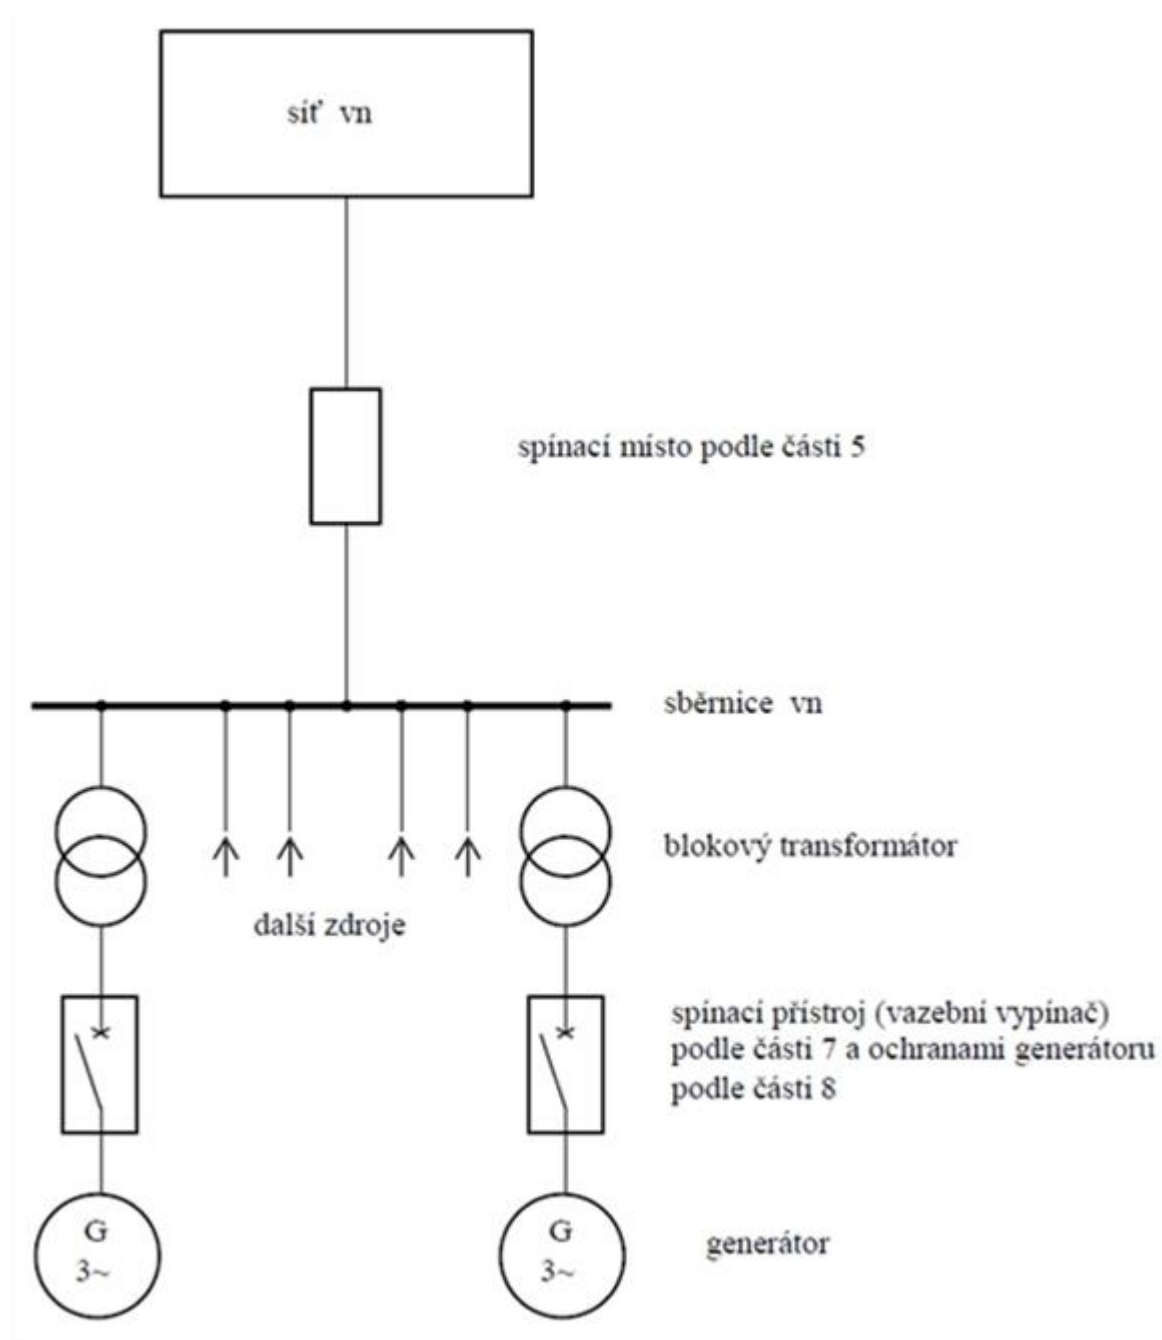 síť vn
spínací místo podle části 5
sběrnice vn
blokový transformátor
další zdroje
spínací přístroj (vazební vypínač)
podle části 7 a ochranami generátoru
podle části 8
G
3~
G
3~
generátor